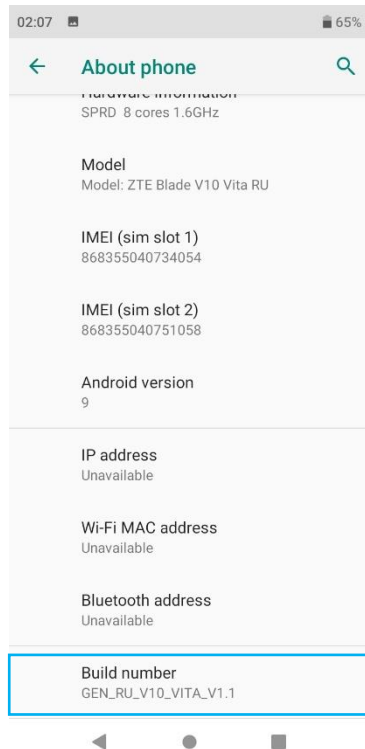 02:07 65%
About phone
Hardware information
SPRD 8 cores 1.6GHz
Model
Model: ZTE Blade V10 Vita RU
IMEI (sim slot 1)
868355040734054
IMEI (sim slot 2)
868355040751058
Android version
9
IP address
Unavailable
Wi-Fi MAC address
Unavailable
Bluetooth address
Unavailable
Build number
GEN_RU_V10_VITA_V1.1